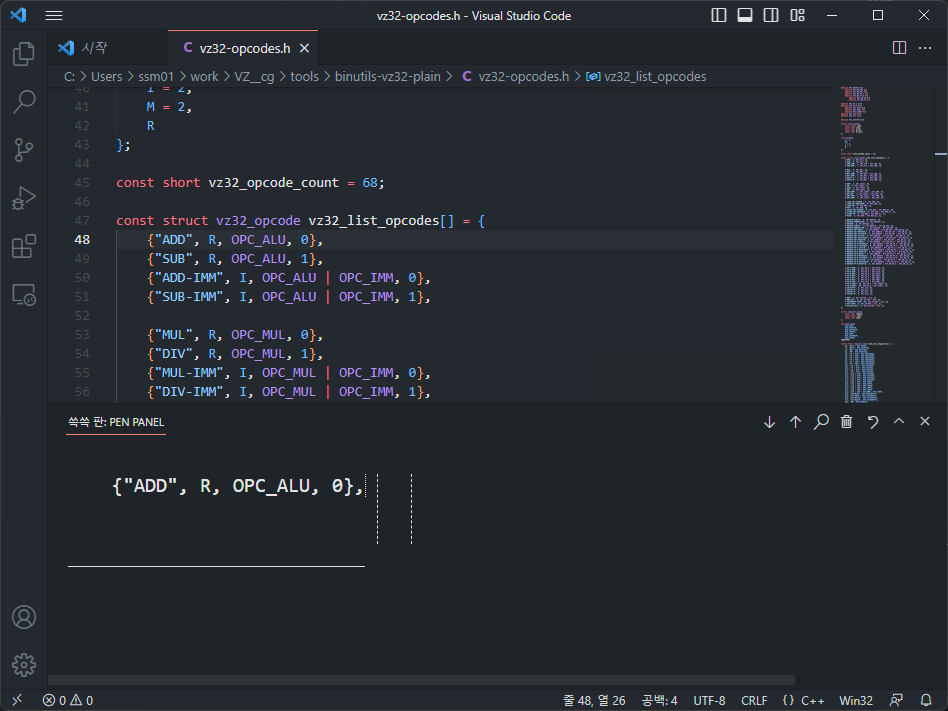 vz32-opcodes.h - Visual Studio Code
시작
C vz32-opcodes.h
C: > Users > ssm01 > work > VZ__cg > tools > binutils-vz32-plain > C vz32-opcodes.h > vz32_list_opcodes
40 I = 2,
41 M = 2,
42 R
43 };
44
45 const short vz32_opcode_count = 68;
46
47 const struct vz32_opcode vz32_list_opcodes[] = {
48 {"ADD", R, OPC_ALU, 0},
49 {"SUB", R, OPC_ALU, 1},
50 {"ADD-IMM", I, OPC_ALU | OPC_IMM, 0},
51 {"SUB-IMM", I, OPC_ALU | OPC_IMM, 1},
52
53 {"MUL", R, OPC_MUL, 0},
54 {"DIV", R, OPC_MUL, 1},
55 {"MUL-IMM", I, OPC_MUL | OPC_IMM, 0},
56 {"DIV-IMM", I, OPC_MUL | OPC_IMM, 1},
쓱쓱 판: PEN PANEL
{"ADD", R, OPC_ALU, 0},
0 0 줄 48, 열 26 공백: 4 UTF-8 CRLF {} C++ Win32